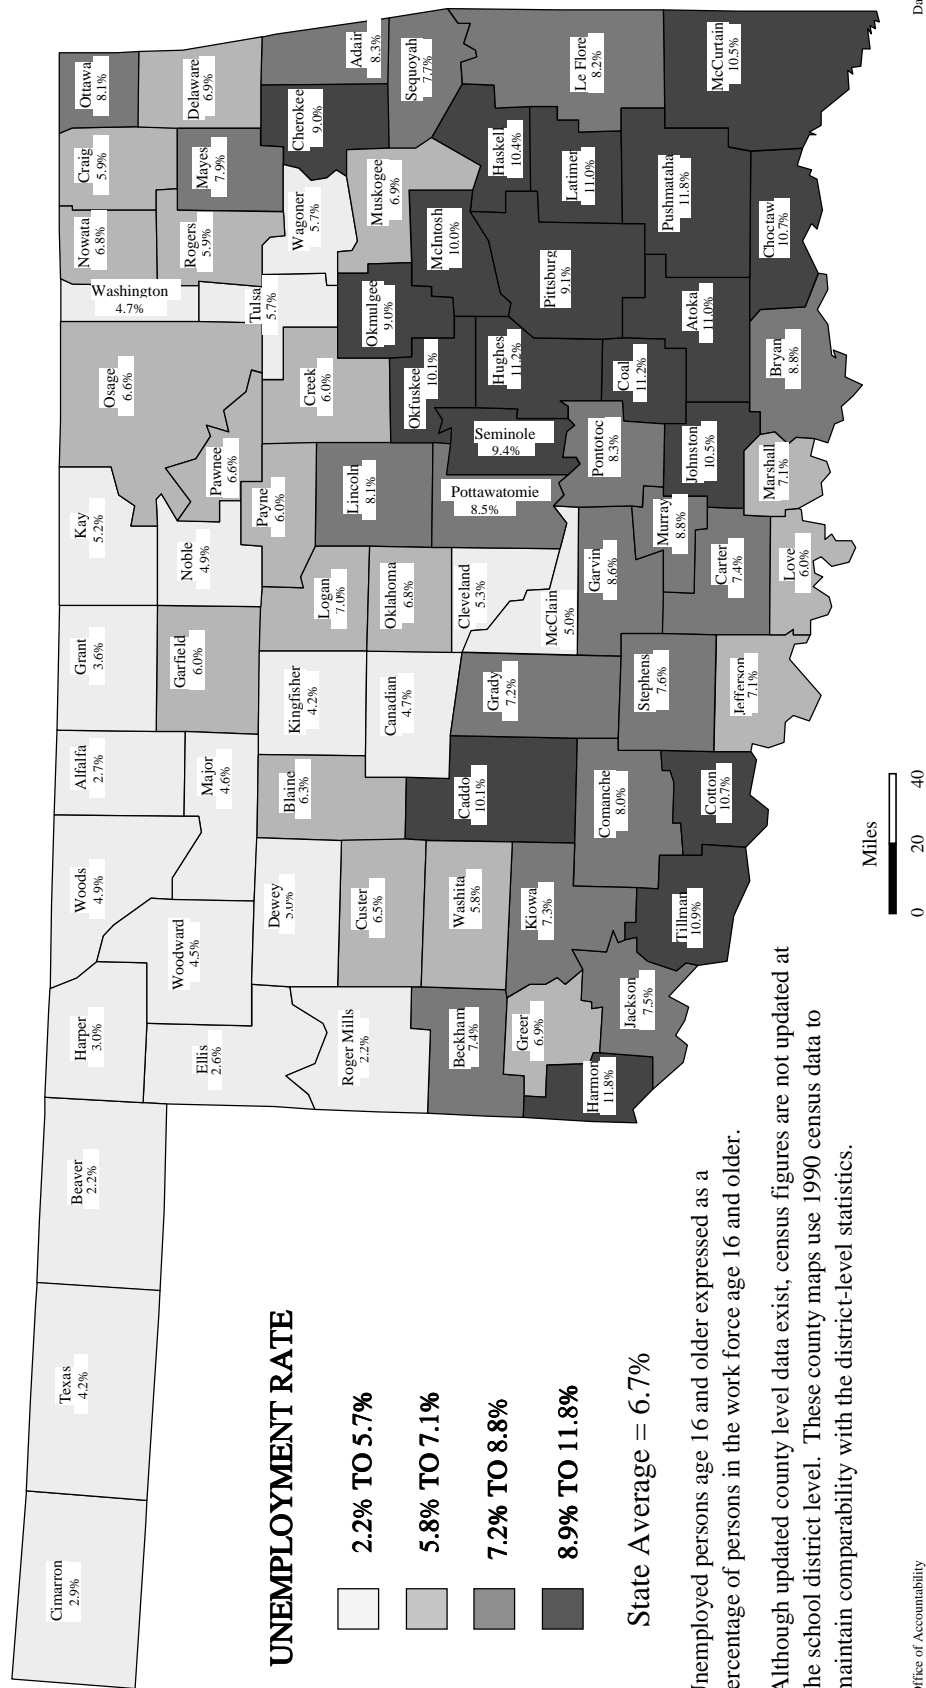 Cimarron
2.9%
Texas
4.2%
Beaver
2.2%
Harper
3.0%
Woods
4.9%
Alfalfa
2.7%
Grant
3.6%
Kay
5.2%
Osage
6.6%
Washington
4.7%
Nowata
6.8%
Craig
5.9%
Ottawa
8.1%
Ellis
2.6%
Woodward
4.5%
Major
4.6%
Garfield
6.0%
Noble
4.9%
Pawnee
6.6%
Rogers
5.9%
Mayes
7.9%
Delaware
6.9%
Roger Mills
2.2%
Dewey
5.0%
Blaine
6.3%
Kingfisher
4.2%
Logan
7.0%
Payne
6.0%
Creek
6.0%
Tulsa
5.7%
Wagoner
5.7%
Cherokee
9.0%
Adair
8.3%
Custer
6.5%
Canadian
4.7%
Oklahoma
6.8%
Lincoln
8.1%
Okfuskee
10.1%
Okmulgee
9.0%
Muskogee
6.9%
Sequoyah
7.7%
Beckham
7.4%
Washita
5.8%
Caddo
10.1%
Grady
7.2%
Cleveland
5.3%
McClain
5.0%
Pottawatomie
8.5%
Seminole
9.4%
Hughes
11.2%
McIntosh
10.0%
Haskell
10.4%
Greer
6.9%
Kiowa
7.3%
Comanche
8.0%
Garvin
8.6%
Pontotoc
8.3%
Coal
11.2%
Pittsburg
9.1%
Latimer
11.0%
Le Flore
8.2%
Harmon
11.8%
Jackson
7.5%
Tillman
10.9%
Cotton
10.7%
Stephens
7.6%
Murray
8.8%
Johnston
10.5%
Atoka
11.0%
Pushmataha
11.8%
McCurtain
10.5%
Jefferson
7.1%
Carter
7.4%
Love
6.0%
Marshall
7.1%
Bryan
8.8%
Choctaw
10.7%
UNEMPLOYMENT RATE
2.2% TO 5.7%
5.8% TO 7.1%
7.2% TO 8.8%
8.9% TO 11.8%
State Average = 6.7%
Unemployed persons age 16 and older expressed as a
ercentage of persons in the work force age 16 and older.
Although updated county level data exist, census figures are not updated at
he school district level.  These county maps use 1990 census data to
maintain comparability with the district-level statistics.
Miles
0 20 40
Office of Accountability
Da